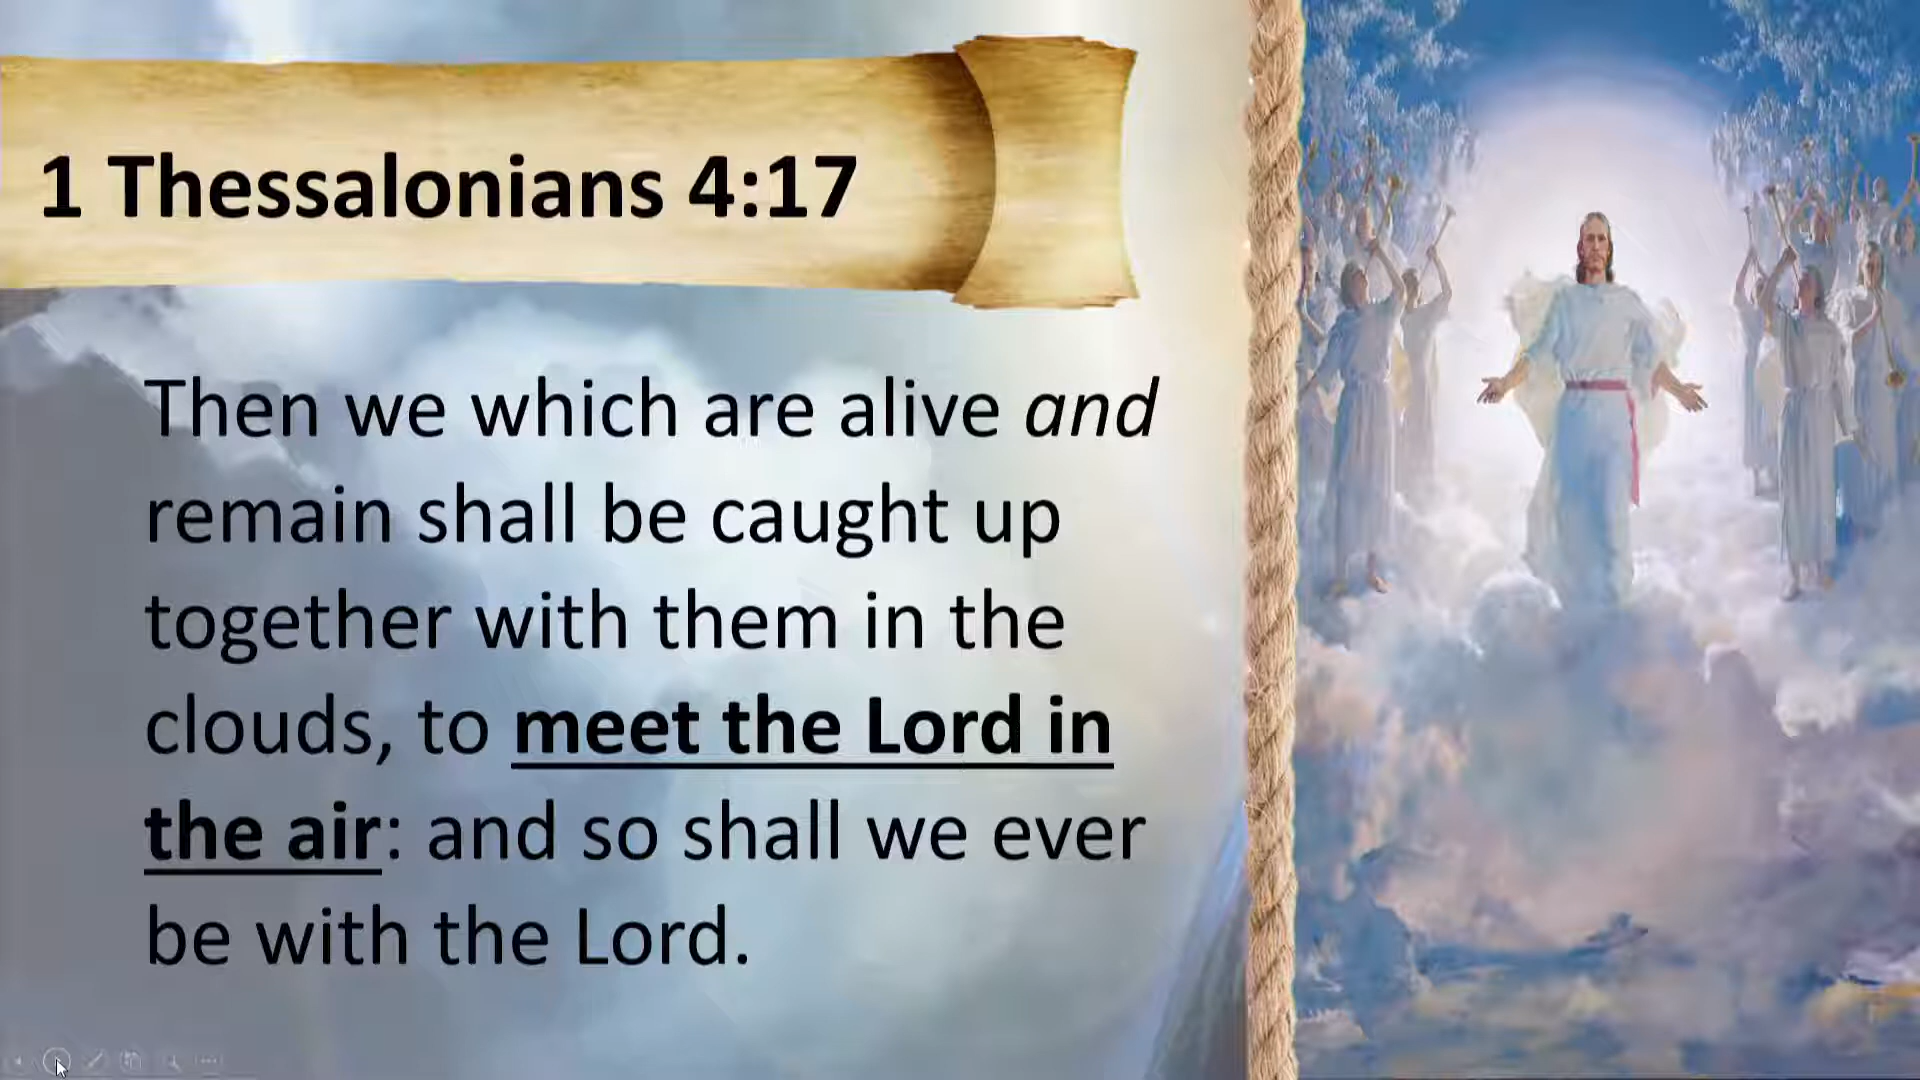 1 Thessalonians 4:17
Then we which are alive and
remain shall be caught up
together with them in the
clouds, to meet the Lord in
the air: and so shall we ever
be with the Lord.